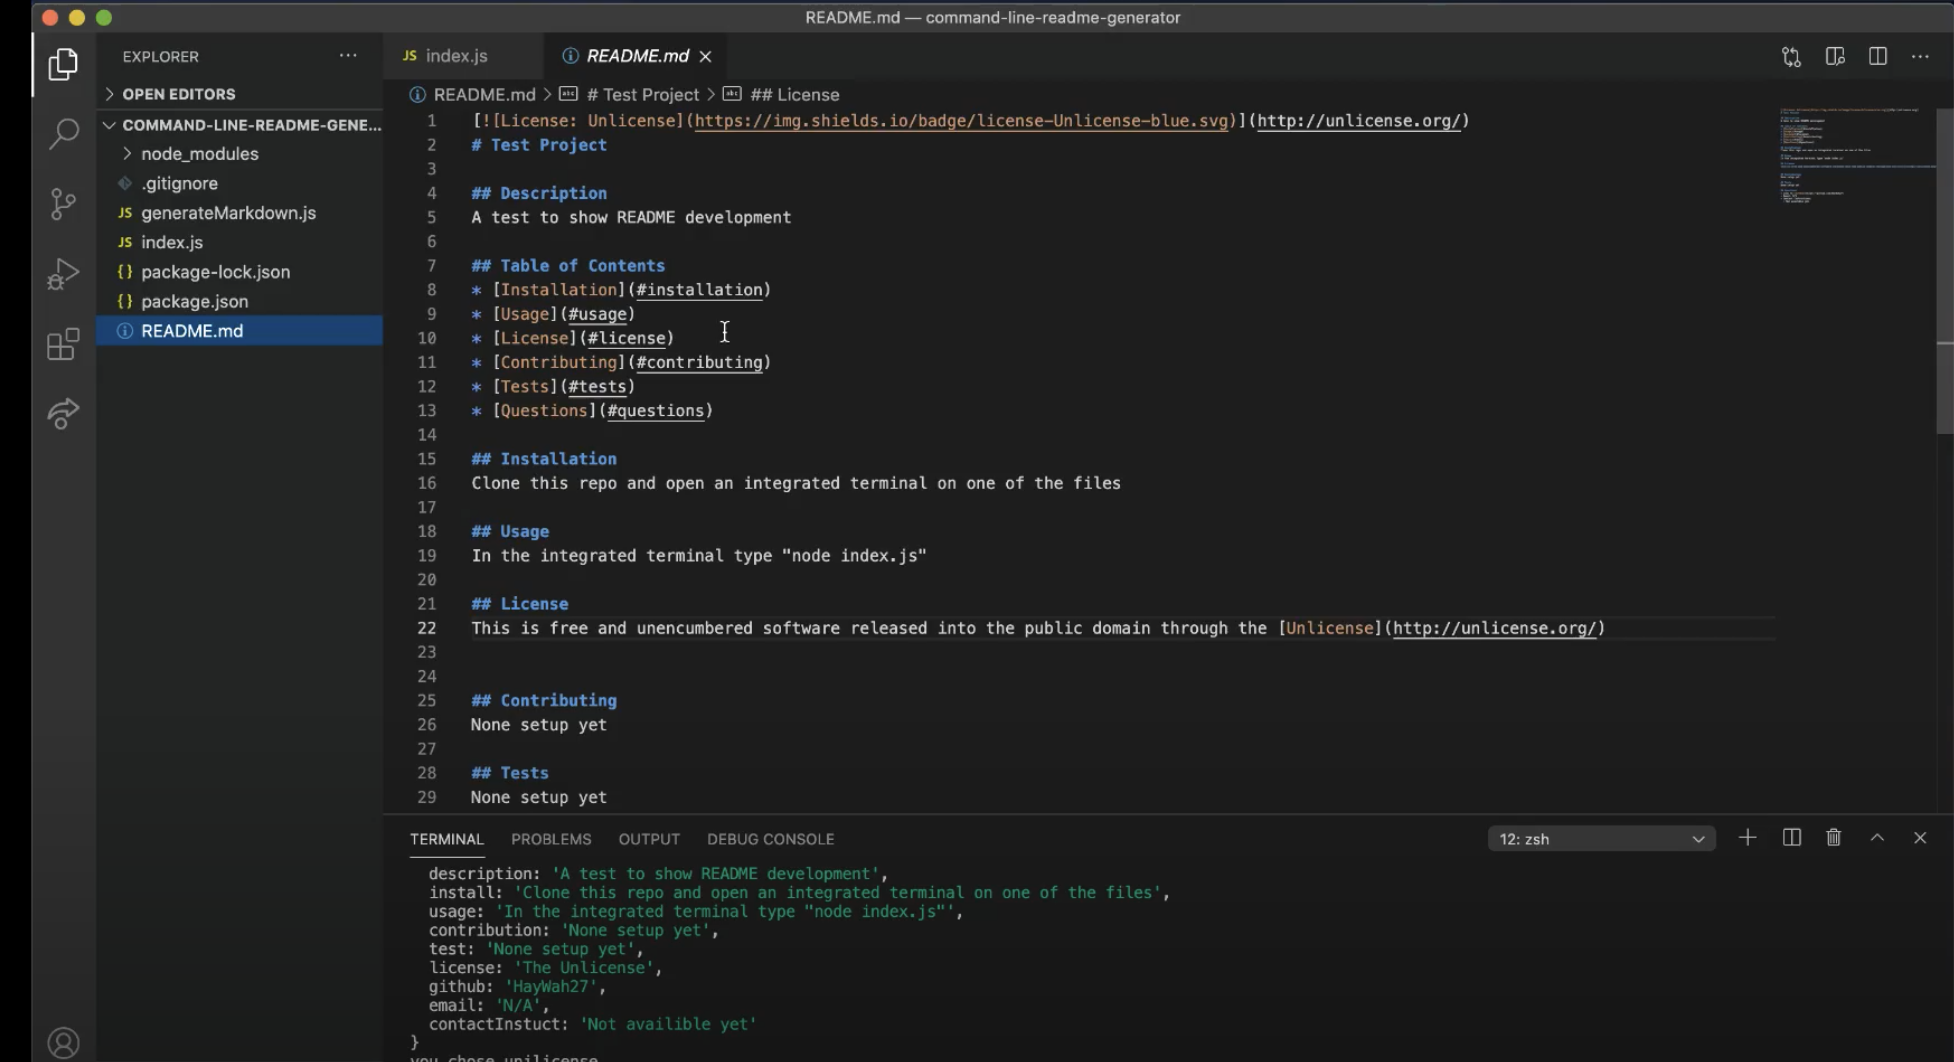 README.md — command-line-readme-generator
EXPLORER
JS index.js
README.md
OPEN EDITORS
README.md > # Test Project > ## License
COMMAND-LINE-README-GENE...
node_modules
.gitignore
JS generateMarkdown.js
JS index.js
{} package-lock.json
{} package.json
README.md
1 [![License: Unlicense](https://img.shields.io/badge/license-Unlicense-blue.svg)](http://unlicense.org/)
2 # Test Project
3
4 ## Description
5 A test to show README development
6
7 ## Table of Contents
8 * [Installation](#installation)
9 * [Usage](#usage)
10 * [License](#license)
11 * [Contributing](#contributing)
12 * [Tests](#tests)
13 * [Questions](#questions)
14
15 ## Installation
16 Clone this repo and open an integrated terminal on one of the files
17
18 ## Usage
19 In the integrated terminal type "node index.js"
20
21 ## License
22 This is free and unencumbered software released into the public domain through the [Unlicense](http://unlicense.org/)
23
24
25 ## Contributing
26 None setup yet
27
28 ## Tests
29 None setup yet
TERMINAL PROBLEMS OUTPUT DEBUG CONSOLE 12: zsh
description: 'A test to show README development',
install: 'Clone this repo and open an integrated terminal on one of the files',
usage: 'In the integrated terminal type "node index.js"',
contribution: 'None setup yet',
test: 'None setup yet',
license: 'The Unlicense',
github: 'HayWah27',
email: 'N/A',
contactInstuct: 'Not availible yet'
}
you chose unilicense